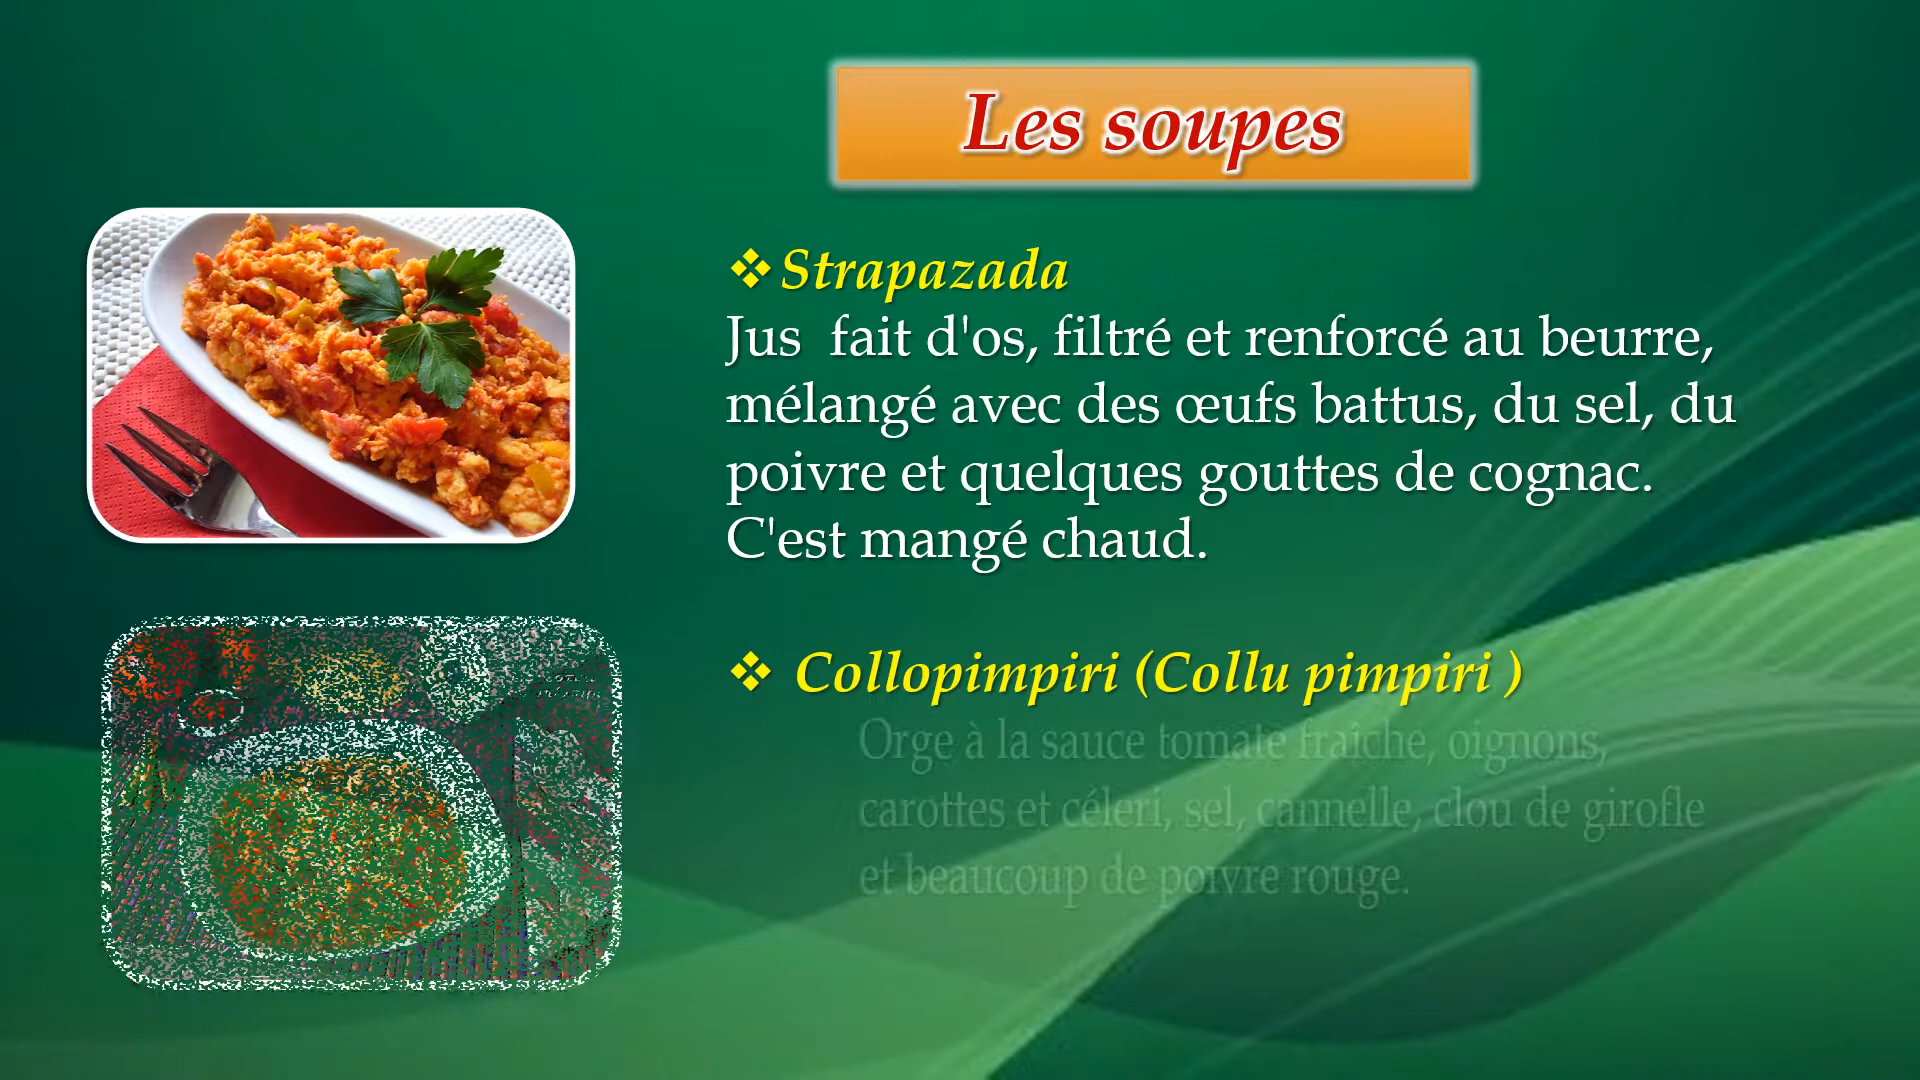 Les soupes
❖ Strapazada
Jus fait d'os, filtré et renforcé au beurre,
mélangé avec des œufs battus, du sel, du
poivre et quelques gouttes de cognac.
C'est mangé chaud.
❖ Collopimpiri (Collu pimpiri )
Orge à la sauce tomate fraîche, oignons,
carottes et céleri, sel, cannelle, clou de girofle
et beaucoup de poivre rouge.